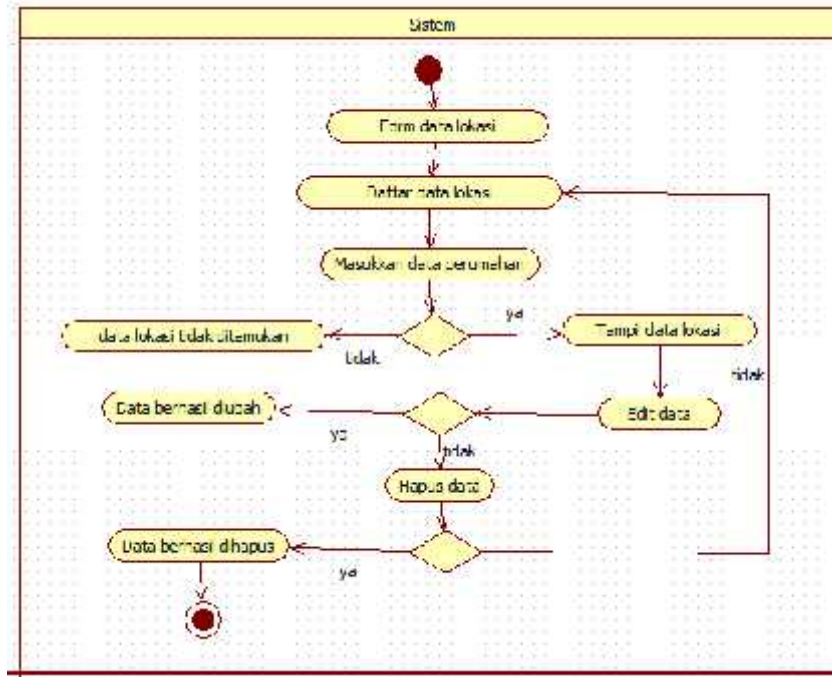 Sistem
Form data lokasi
Daftar data lokasi
Masukkan data perumahan
ya
data lokasi tidak ditemukan
Tampil data lokasi
tidak
tidak
Data berhasil diubah
Edit data
ya
tidak
Hapus data
Data berhasil dihapus
ya